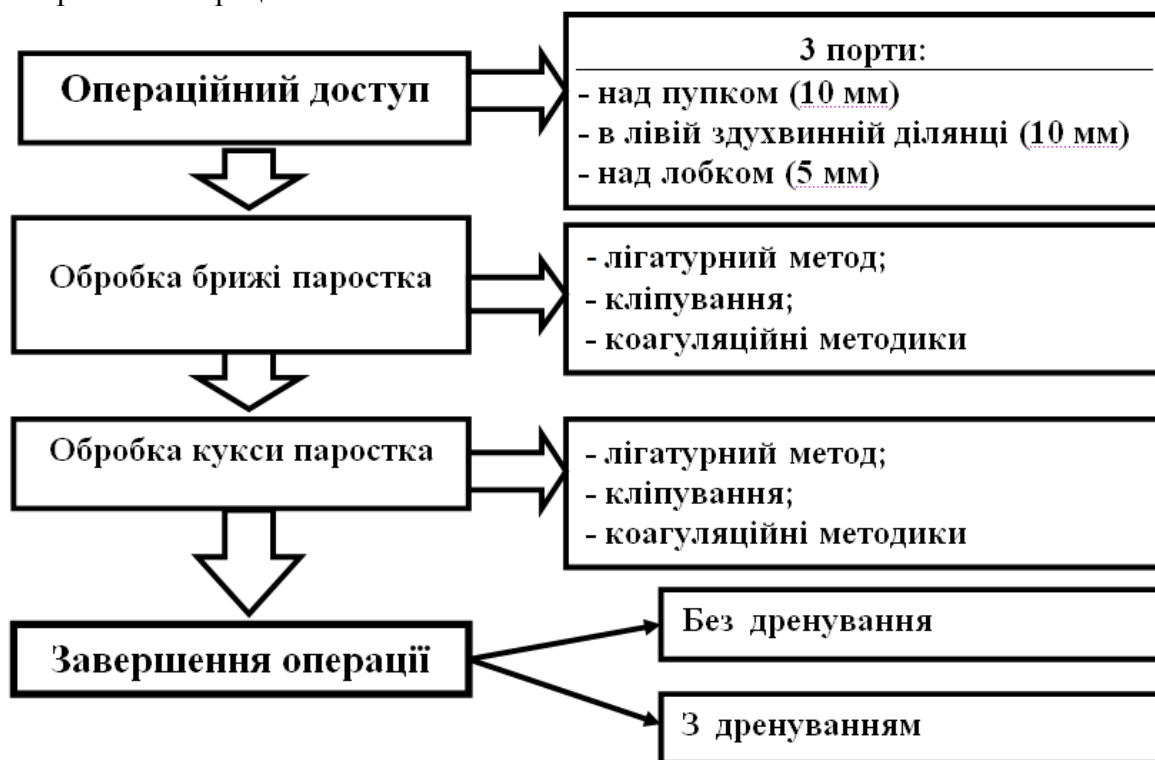 Операційний доступ
3 порти:
- над пупком (10 мм)
- в лівій здухвинній ділянці (10 мм)
- над лобком (5 мм)
Обробка брижі паростка
- лігатурний метод;
- кліпування;
- коагуляційні методики
Обробка кукси паростка
- лігатурний метод;
- кліпування;
- коагуляційні методики
Завершення операції
Без дренування
З дренуванням